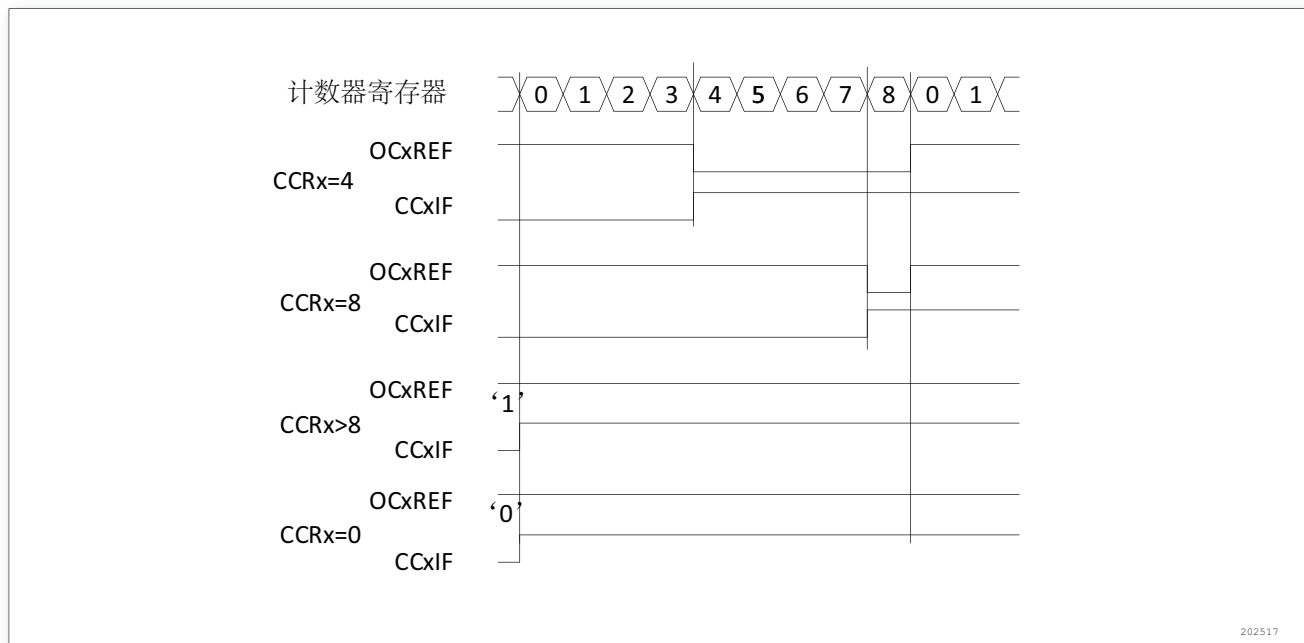 计数器寄存器 0 1 2 3 4 5 6 7 8 0 1
OCxREF
CCRx=4
CCxIF
OCxREF
CCRx=8
CCxIF
OCxREF
‘1’
CCRx>8
CCxIF
OCxREF
‘0’
CCRx=0
CCxIF
202517